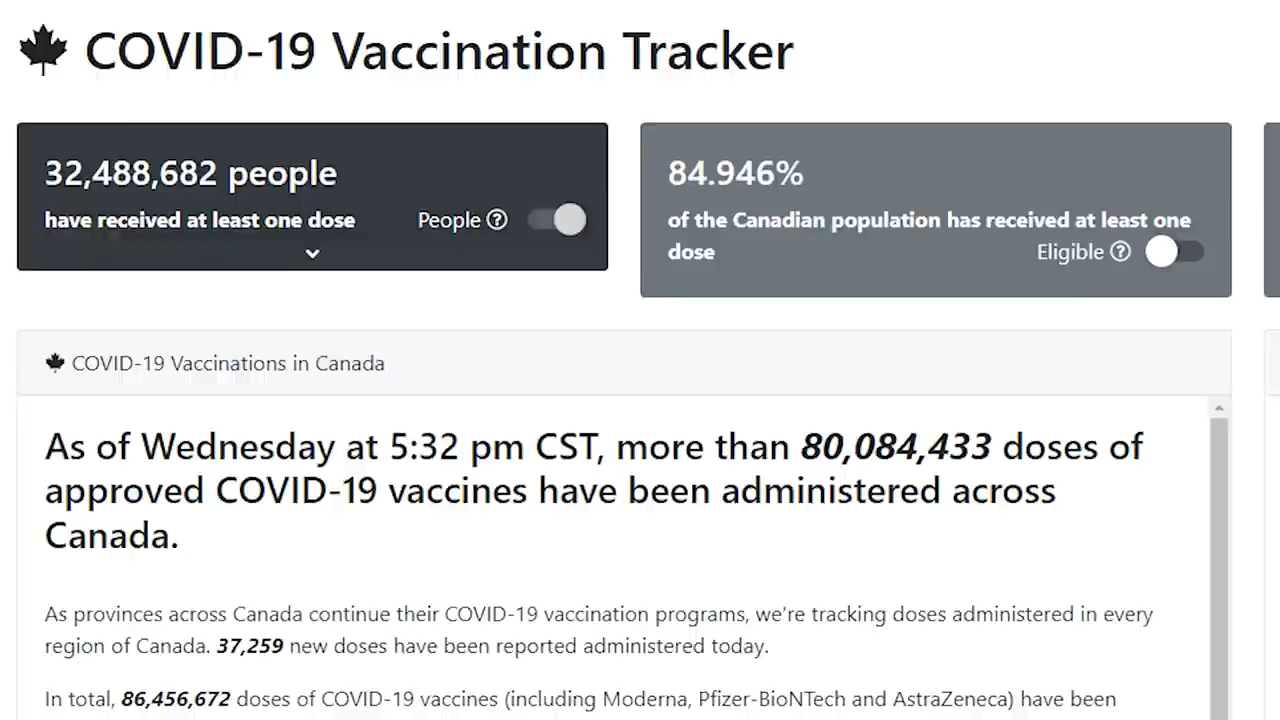 COVID-19 Vaccination Tracker
32,488,682 people
have received at least one dose
People
84.946%
of the Canadian population has received at least one
dose
Eligible
COVID-19 Vaccinations in Canada
As of Wednesday at 5:32 pm CST, more than 80,084,433 doses of
approved COVID-19 vaccines have been administered across
Canada.
As provinces across Canada continue their COVID-19 vaccination programs, we're tracking doses administered in every
region of Canada. 37,259 new doses have been reported administered today.
In total, 86,456,672 doses of COVID-19 vaccines (including Moderna, Pfizer-BioNTech and AstraZeneca) have been